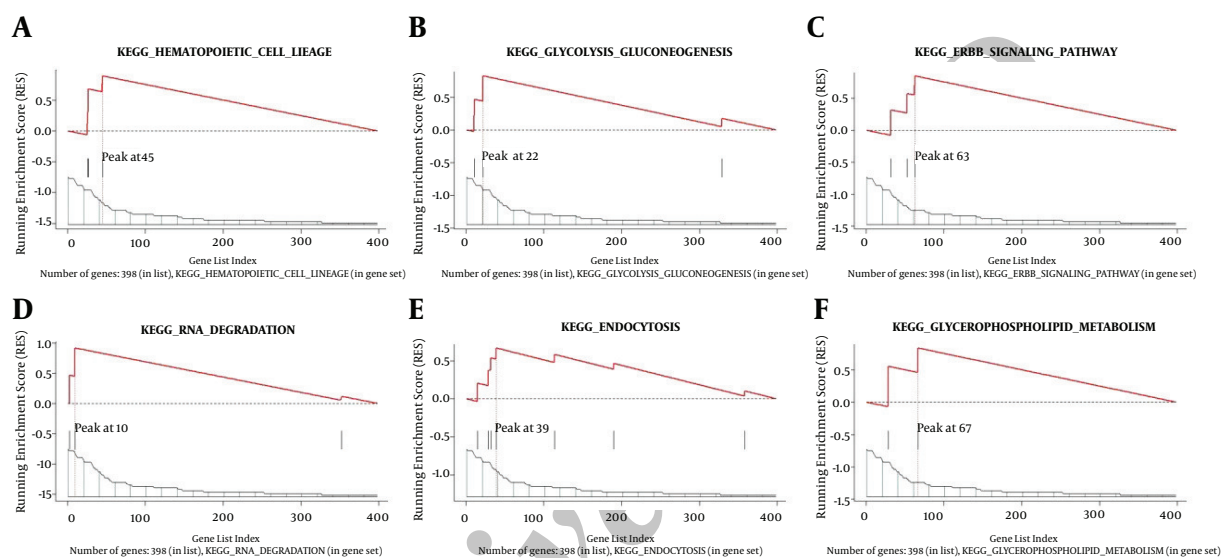 A
KEGG_HEMATOPOIETIC_CELL_LIEAGE
Running Enrichment Score (RES)
0.5
0.0
-0.5
-1.0
-1.5
Peak at45
0 100 200 300 400
Gene List Index
Number of genes: 398 (in list), KEGG_HEMATOPOIETIC_CELL_LINEAGE (in gene set)
B
KEGG_GLYCOLYSIS_GLUCONEOGENESIS
Running Enrichment Score (RES)
0.5
0.0
-0.5
-1.0
-1.5
Peak at 22
0 100 200 300 400
Gene List Index
Number of genes: 398 (in list), KEGG_GLYCOLYSIS_GLUCONEOGENESIS (in gene set)
C
KEGG_ERBB_SIGNALING_PATHWAY
Running Enrichment Score (RES)
0.5
0.0
-0.5
-1.0
-1.5
Peak at 63
0 100 200 300 400
Gene List Index
Number of genes: 398 (in list), KEGG_ERBB_SIGNALING_PATHWAY (in gene set)
D
KEGG_RNA_DEGRADATION
Running Enrichment Score (RES)
1.0
0.5
0.0
-0.5
-10
-15
Peak at 10
0 100 200 300 400
Gene List Index
Number of genes: 398 (in list), KEGG_RNA_DEGRADATION (in gene set)
E
KEGG_ENDOCYTOSIS
Running Enrichment Score (RES)
0.5
0.0
-0.5
-1.0
Peak at 39
0 100 200 300 400
Gene List Index
Number of genes: 398 (in list), KEGG_ENDOCYTOSIS (in gene set)
F
KEGG_GLYCEROPHOSPHOLIPID_METABOLISM
Running Enrichment Score (RES)
0.5
0.0
-0.5
-1.0
-1.5
Peak at 67
0 100 200 300 400
Gene List Index
Number of genes: 398 (in list), KEGG_GLYCEROPHOSPHOLIPID_METABOLISM (in gene set)